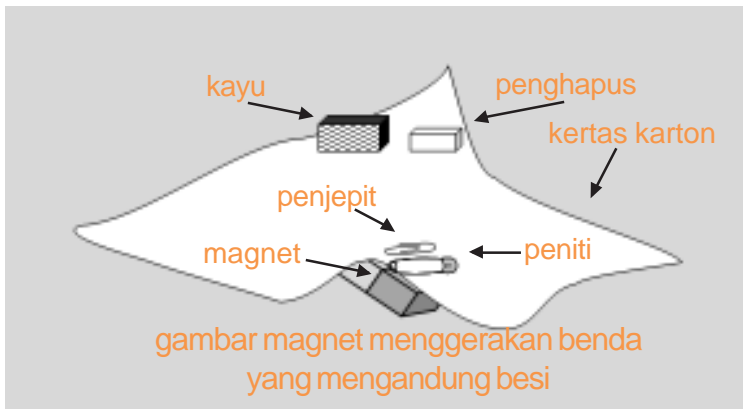 kayu
penghapus
kertas karton
penjepit
magnet
peniti
gambar magnet menggerakan benda
yang mengandung besi